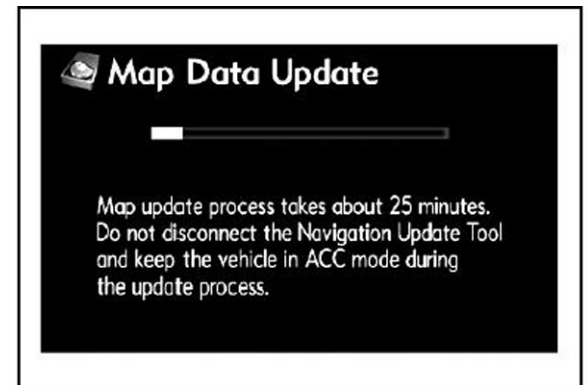 Map Data Update
Map update process takes about 25 minutes.
Do not disconnect the Navigation Update Tool
and keep the vehicle in ACC mode during
the update process.